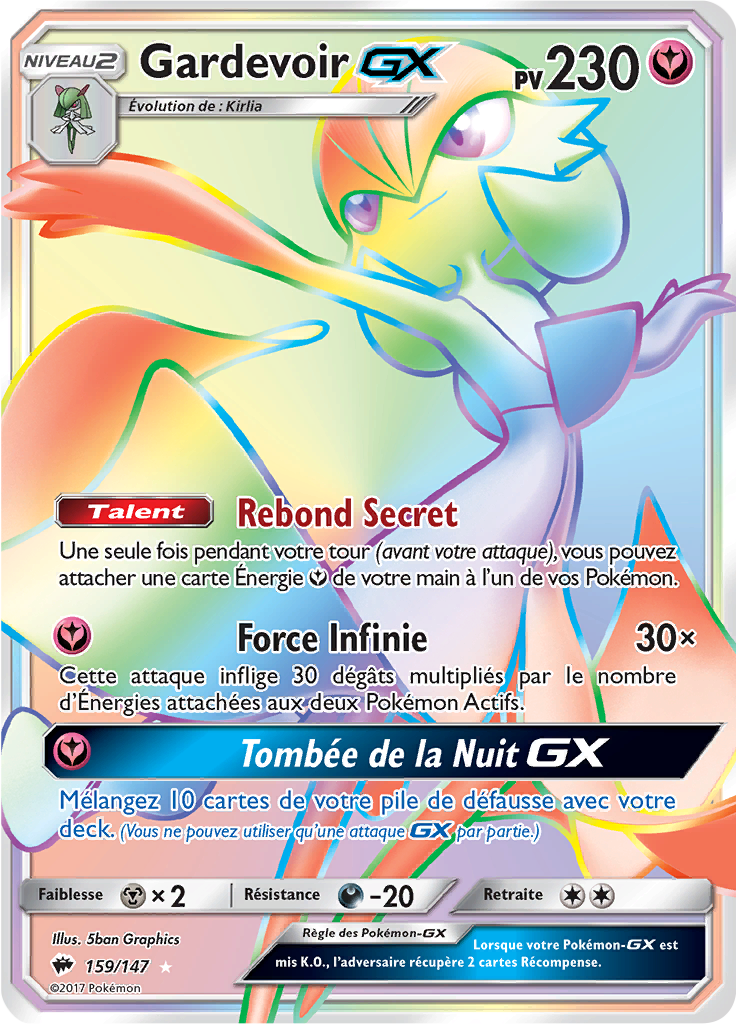 NIVEAU2
Gardevoir GX
PV230
Évolution de : Kirlia
Talent Rebond Secret
Une seule fois pendant votre tour (avant votre attaque), vous pouvez
attacher une carte Énergie de votre main à l'un de vos Pokémon.
Force Infinie 30×
Cette attaque inflige 30 dégâts multipliés par le nombre
d'Énergies attachées aux deux Pokémon Actifs.
Tombée de la Nuit GX
Mélangez 10 cartes de votre pile de défausse avec votre
deck. (Vous ne pouvez utiliser qu'une attaque GX par partie.)
Faiblesse ×2 Résistance -20 Retraite
Illus. 5ban Graphics
159/147
©2017 Pokémon
Règle des Pokémon-GX
Lorsque votre Pokémon-GX est
mis K.O., l'adversaire récupère 2 cartes Récompense.